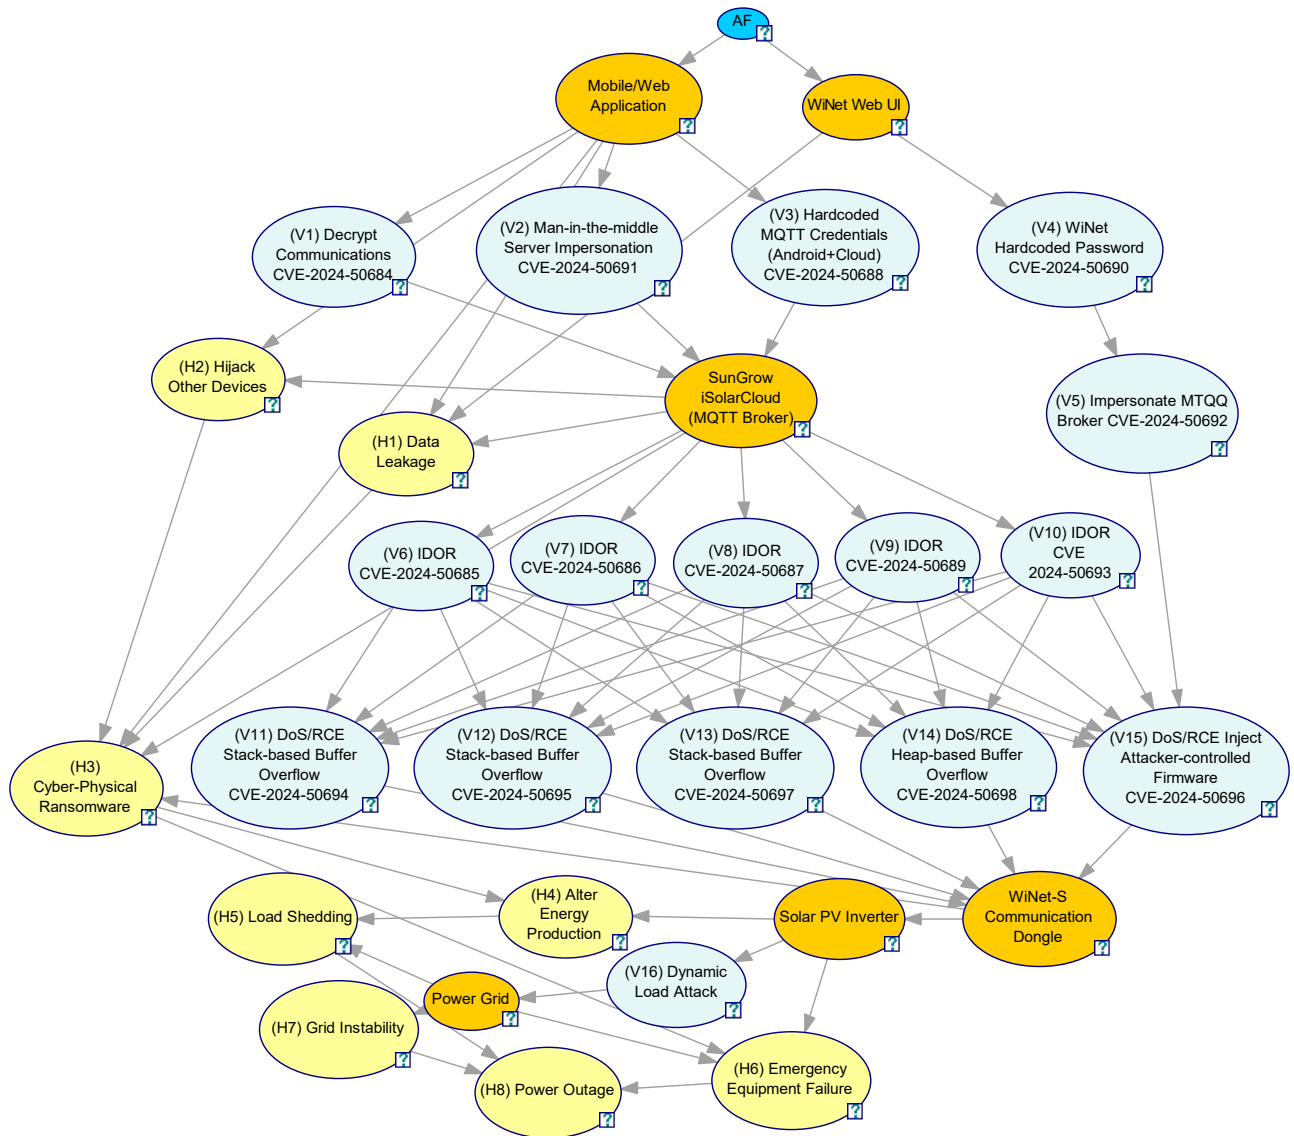 AF
Mobile/Web
Application
WiNet Web UI
(V1) Decrypt
Communications
CVE-2024-50684
(V2) Man-in-the-middle
Server Impersonation
CVE-2024-50691
(V3) Hardcoded
MQTT Credentials
(Android+Cloud)
CVE-2024-50688
(V4) WiNet
Hardcoded Password
CVE-2024-50690
(H2) Hijack
Other Devices
SunGrow
iSolarCloud
(MQTT Broker)
(V5) Impersonate MTQQ
Broker CVE-2024-50692
(H1) Data
Leakage
(V6) IDOR
CVE-2024-50685
(V7) IDOR
CVE-2024-50686
(V8) IDOR
CVE-2024-50687
(V9) IDOR
CVE-2024-50689
(V10) IDOR
CVE
2024-50693
(H3)
Cyber-Physical
Ransomware
(V11) DoS/RCE
Stack-based Buffer
Overflow
CVE-2024-50694
(V12) DoS/RCE
Stack-based Buffer
Overflow
CVE-2024-50695
(V13) DoS/RCE
Stack-based Buffer
Overflow
CVE-2024-50697
(V14) DoS/RCE
Heap-based Buffer
Overflow
CVE-2024-50698
(V15) DoS/RCE Inject
Attacker-controlled
Firmware
CVE-2024-50696
(H5) Load Shedding
(H4) Alter
Energy
Production
Solar PV Inverter
WiNet-S
Communication
Dongle
(V16) Dynamic
Load Attack
Power Grid
(H7) Grid Instability
(H8) Power Outage
(H6) Emergency
Equipment Failure